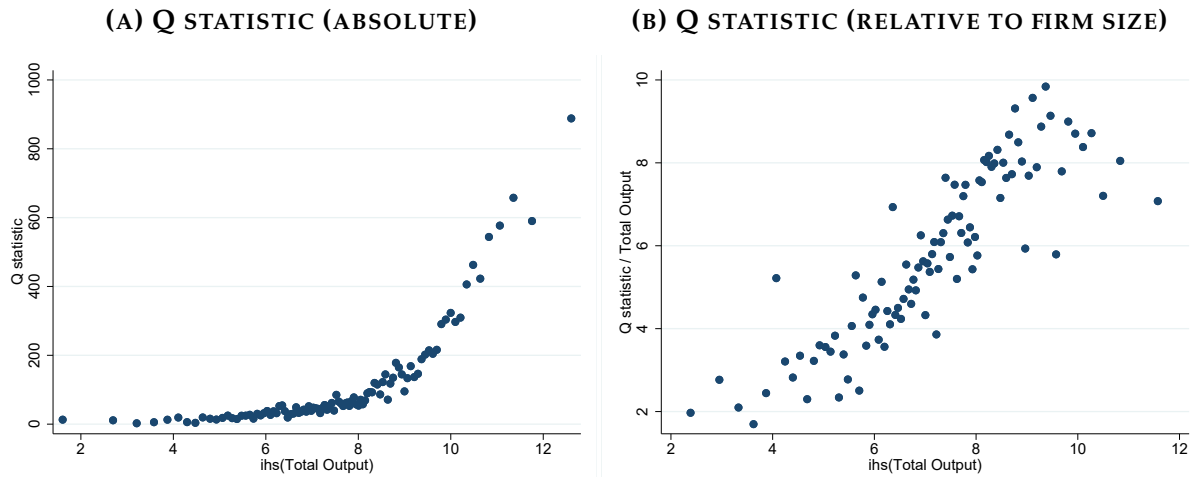 (A) Q STATISTIC (ABSOLUTE)
1000
800
600
400
200
0
Q statistic
2 4 6 8 10 12
ihs(Total Output)
(B) Q STATISTIC (RELATIVE TO FIRM SIZE)
10
8
6
4
2
Q statistic / Total Output
2 4 6 8 10 12
ihs(Total Output)